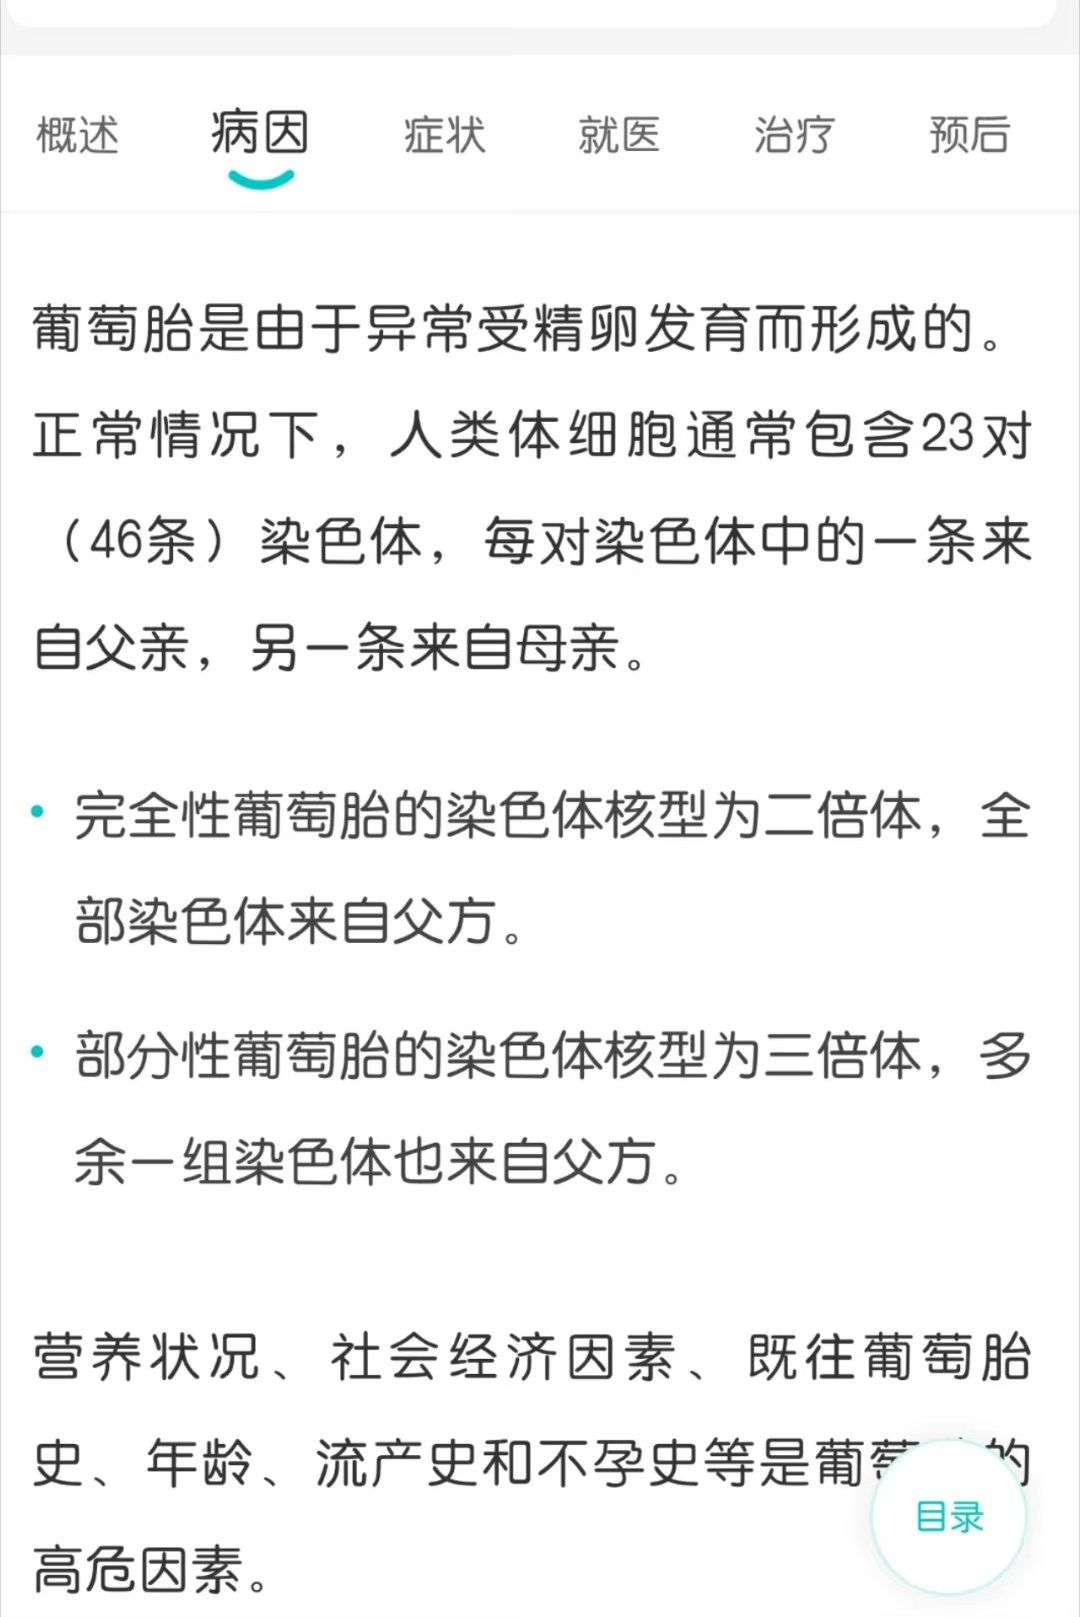 概述 病因 症状 就医 治疗 预后
葡萄胎是由于异常受精卵发育而形成的。
正常情况下，人类体细胞通常包含23对
（46条）染色体，每对染色体中的一条来
自父亲，另一条来自母亲。
• 完全性葡萄胎的染色体核型为二倍体，全
部染色体来自父方。
• 部分性葡萄胎的染色体核型为三倍体，多
余一组染色体也来自父方。
营养状况、社会经济因素、既往葡萄胎
史、年龄、流产史和不孕史等是葡萄的
高危因素。
目录